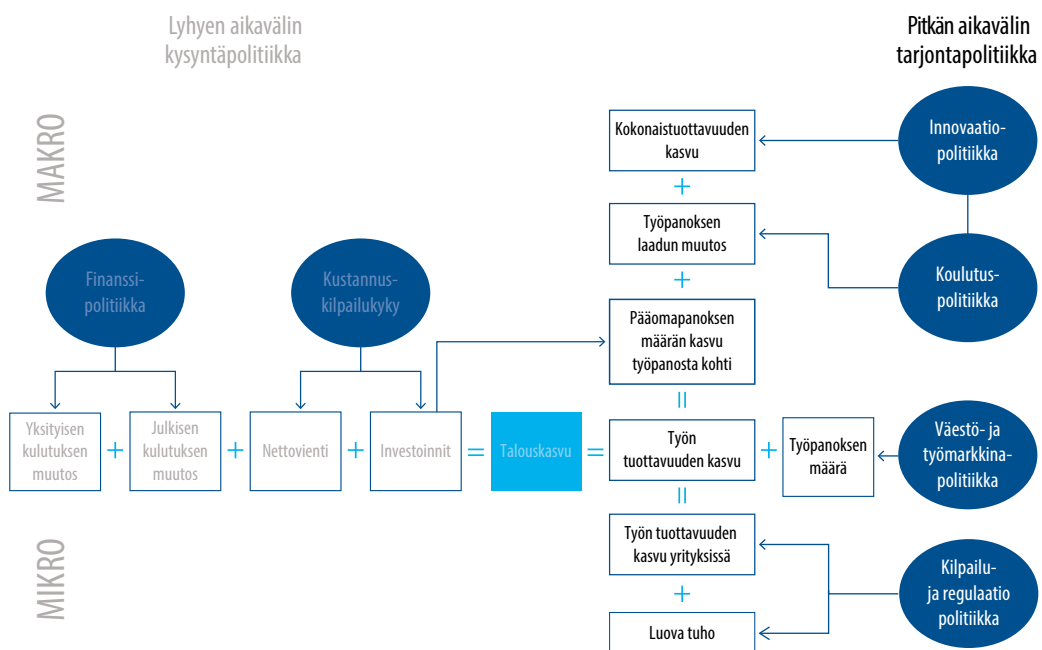 Lyhyen aikavälin
kysyntäpolitiikka
Pitkän aikavälin
tarjontapolitiikka
MAKRO
Kokonaistuottavuuden
kasvu
Innovaatio-
politiikka
+
Työpanoksen
laadun muutos
Koulutus-
politiikka
+
Finanssi-
politiikka
Kustannus-
kilpailukyky
Pääomapanoksen
määrän kasvu
työpanosta kohti
=
Yksityisen
kulutuksen
muutos
+
Julkisen
kulutuksen
muutos
+
Nettovienti
+
Investoinnit
=
Talouskasvu
=
Työn
tuottavuuden kasvu
+
Työpanoksen
määrä
Väestö- ja
työmarkkina-
politiikka
=
MIKRO
Työn tuottavuuden
kasvu yrityksissä
+
Luova tuho
Kilpailu-
ja regulaatio
politiikka